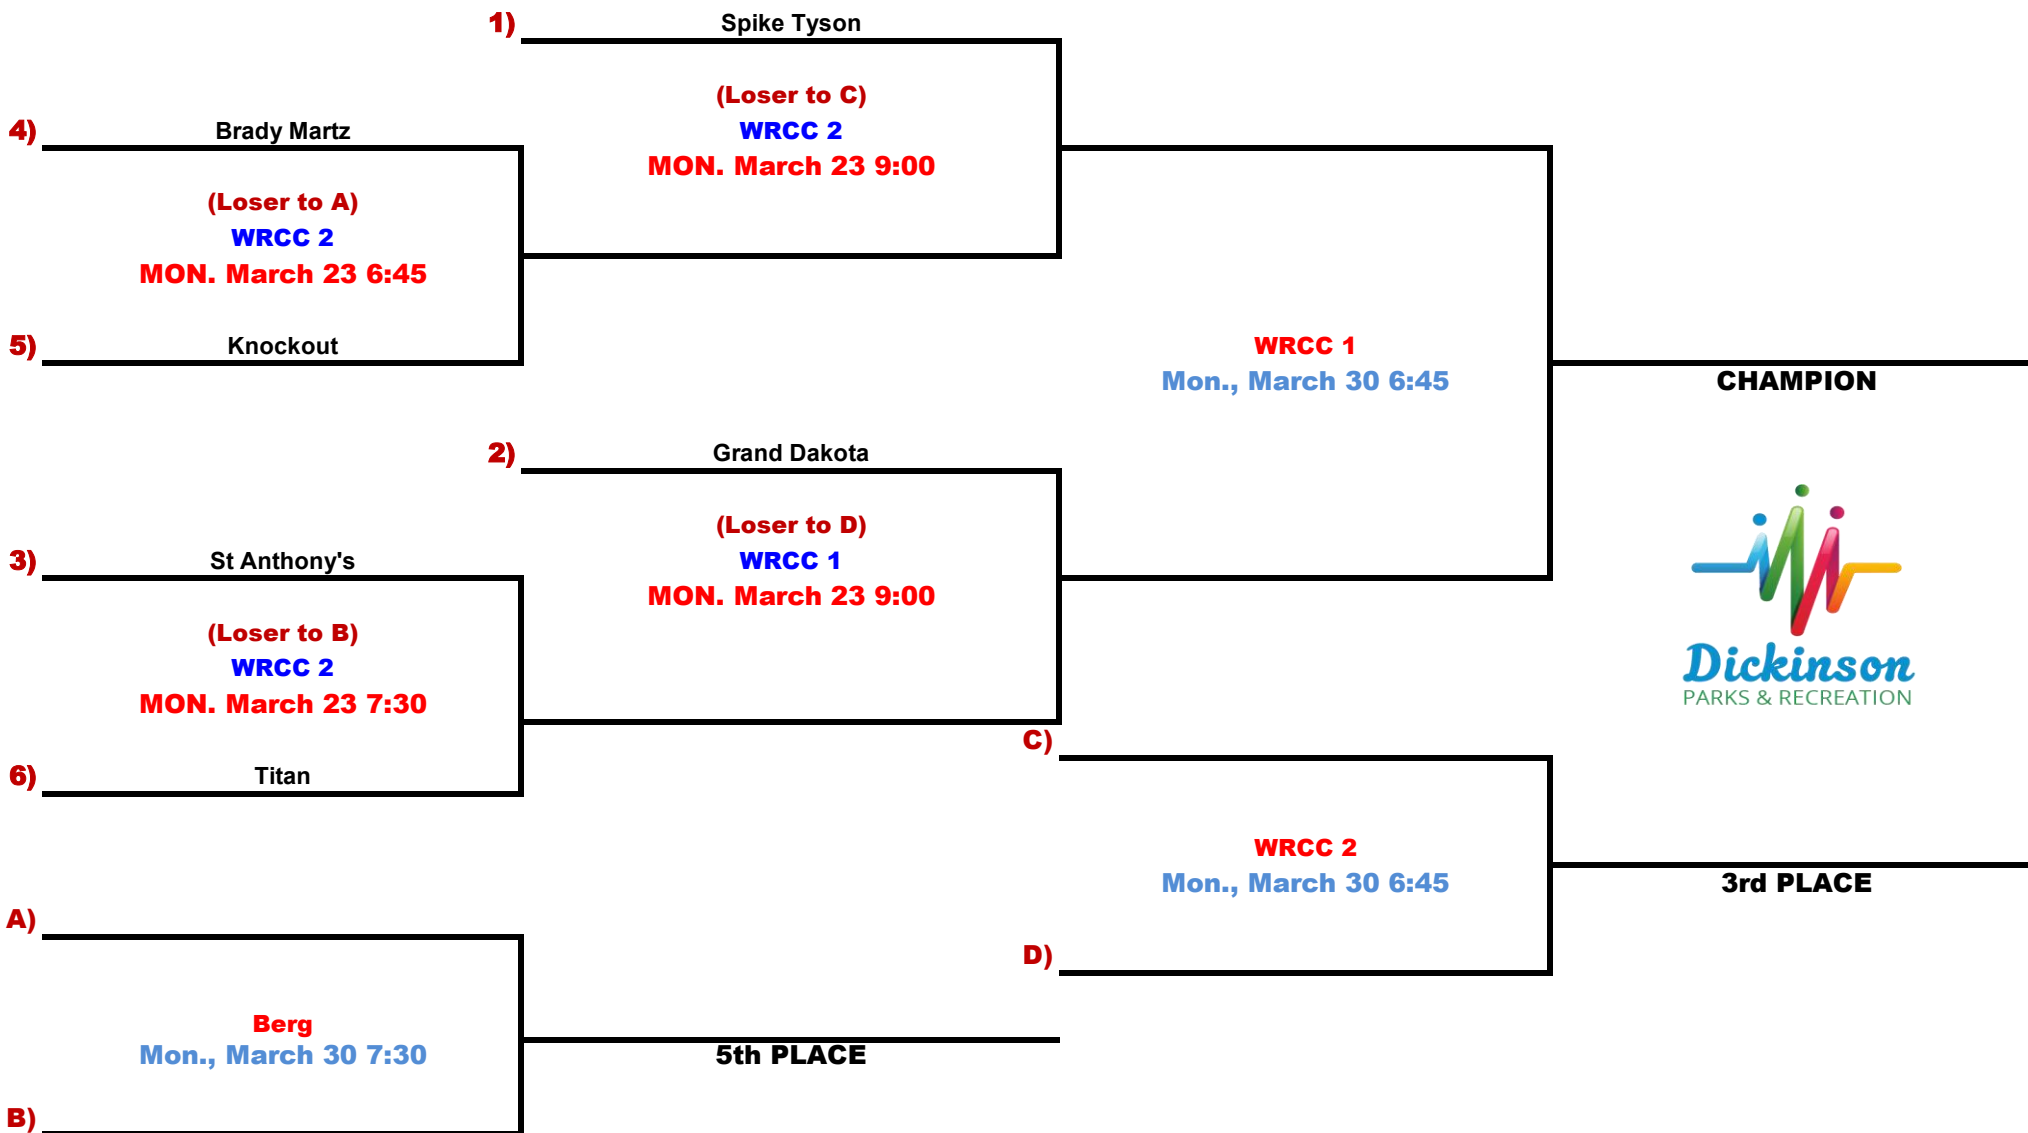 1)
Spike Tyson
(Loser to C)
WRCC 2
MON. March 23 9:00
4)
Brady Martz
(Loser to A)
WRCC 2
MON. March 23 6:45
5)
Knockout
WRCC 1
Mon., March 30 6:45
CHAMPION
2)
Grand Dakota
(Loser to D)
WRCC 1
MON. March 23 9:00
3)
St Anthony's
(Loser to B)
WRCC 2
MON. March 23 7:30
6)
Titan
Dickinson
PARKS & RECREATION
C)
WRCC 2
Mon., March 30 6:45
3rd PLACE
D)
A)
Berg
Mon., March 30 7:30
5th PLACE
B)